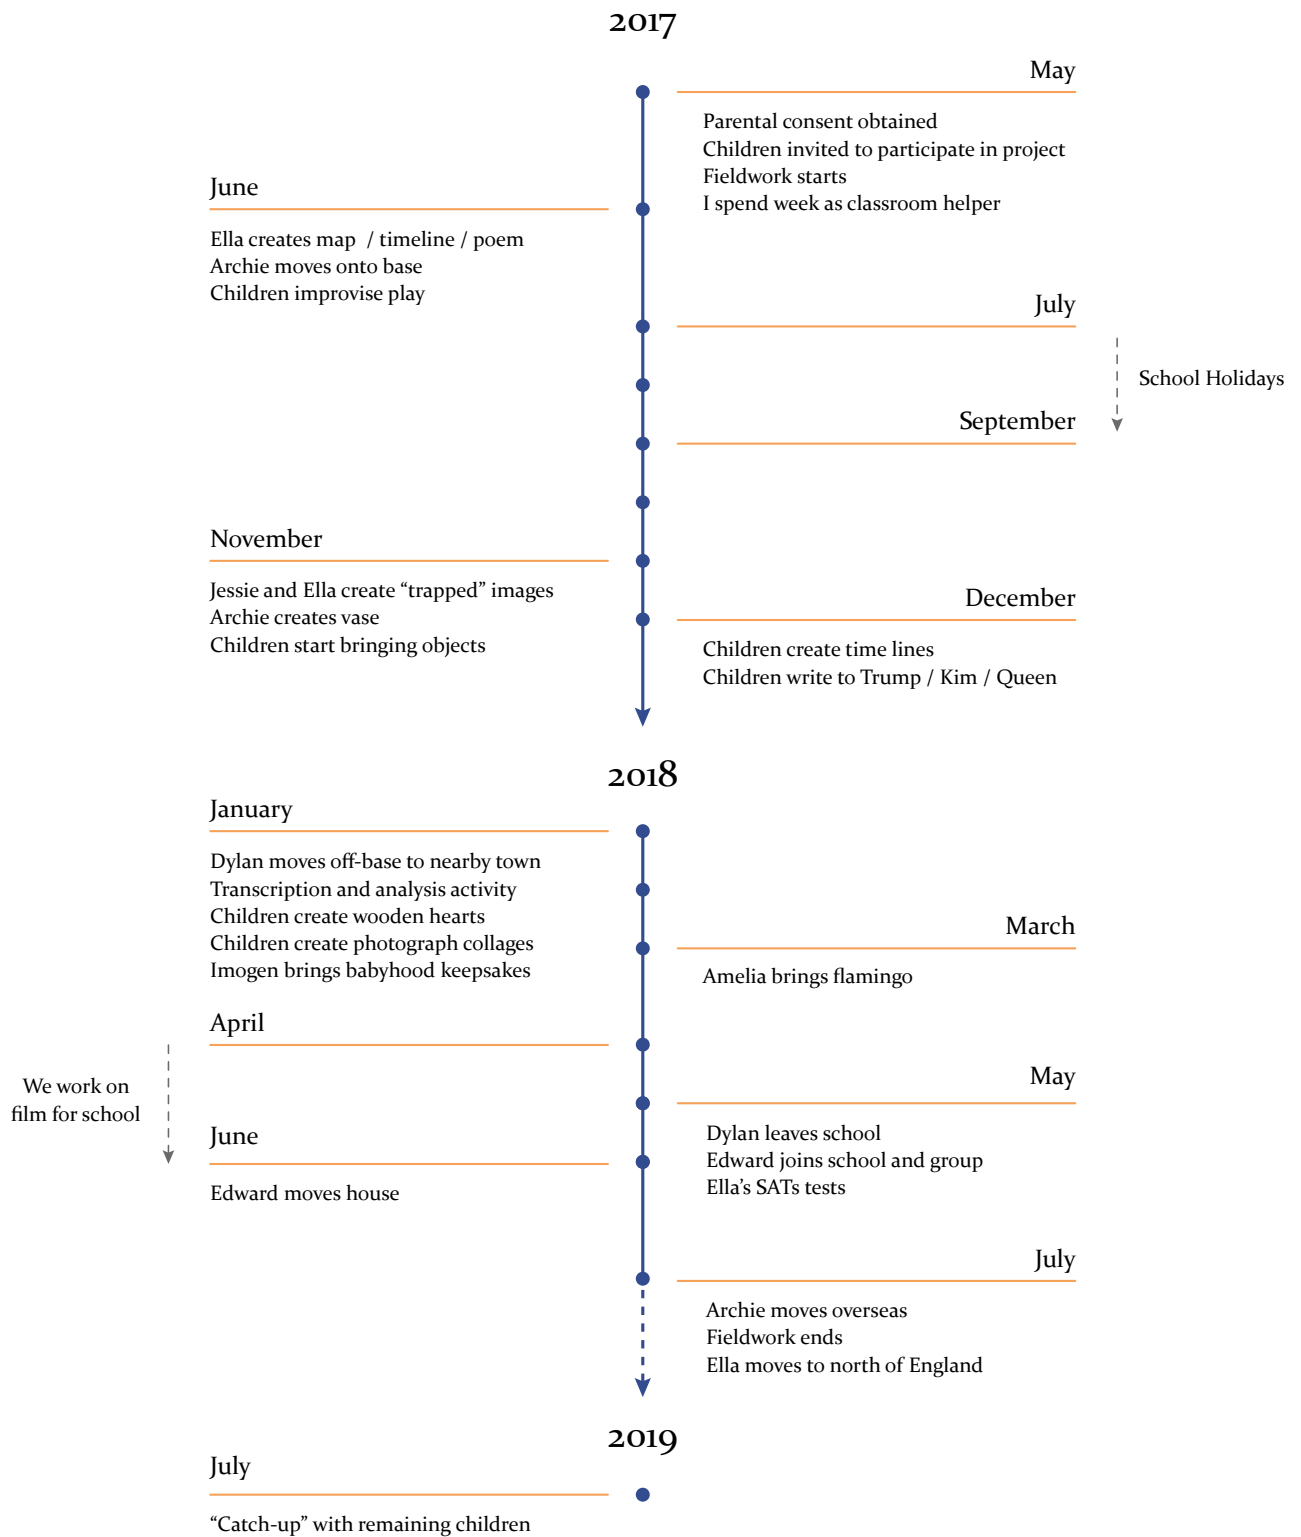 2017
May
Parental consent obtained
Children invited to participate in project
Fieldwork starts
I spend week as classroom helper
June
Ella creates map / timeline / poem
Archie moves onto base
Children improvise play
July
School Holidays
September
November
Jessie and Ella create “trapped” images
Archie creates vase
Children start bringing objects
December
Children create time lines
Children write to Trump / Kim / Queen
2018
January
Dylan moves off-base to nearby town
Transcription and analysis activity
Children create wooden hearts
Children create photograph collages
Imogen brings babyhood keepsakes
March
Amelia brings flamingo
April
We work on
film for school
May
Dylan leaves school
Edward joins school and group
Ella’s SATs tests
June
Edward moves house
July
Archie moves overseas
Fieldwork ends
Ella moves to north of England
2019
July
“Catch-up” with remaining children